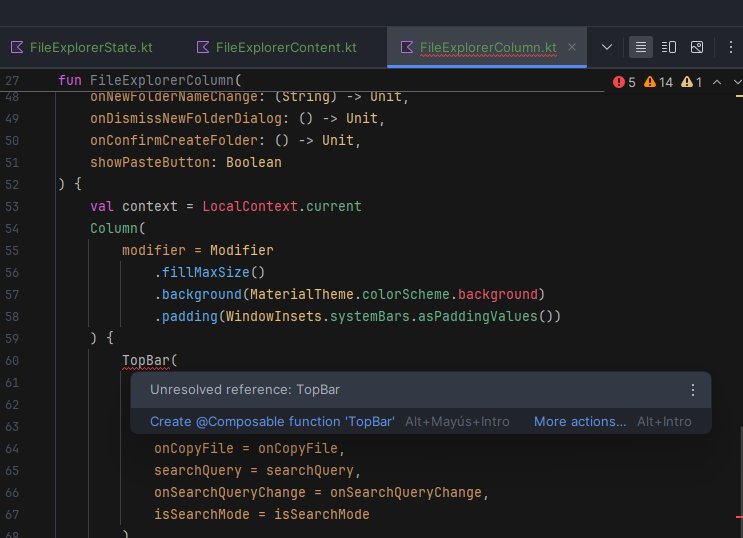 FileExplorerState.kt FileExplorerContent.kt FileExplorerColumn.kt
27 fun FileExplorerColumn( 5 14 1
48 onNewFolderNameChange: (String) -> Unit,
49 onDismissNewFolderDialog: () -> Unit,
50 onConfirmCreateFolder: () -> Unit,
51 showPasteButton: Boolean
52 ) {
53 val context = LocalContext.current
54 Column(
55 modifier = Modifier
56 .fillMaxSize()
57 .background(MaterialTheme.colorScheme.background)
58 .padding(WindowInsets.systemBars.asPaddingValues())
59 ) {
60 TopBar(
61
Unresolved reference: TopBar
62
Create @Composable function 'TopBar' Alt+Mayús+Intro More actions... Alt+Intro
63
64 onCopyFile = onCopyFile,
65 searchQuery = searchQuery,
66 onSearchQueryChange = onSearchQueryChange,
67 isSearchMode = isSearchMode
68 )